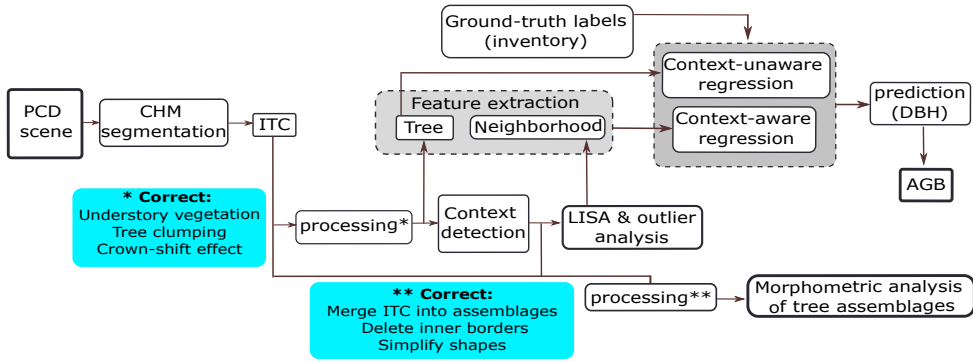 Ground-truth labels
(inventory)
PCD
scene
CHM
segmentation
ITC
Feature extraction
Tree
Neighborhood
Context-unaware
regression
Context-aware
regression
prediction
(DBH)
AGB
* Correct:
Understory vegetation
Tree clumping
Crown-shift effect
processing*
Context
detection
LISA & outlier
analysis
** Correct:
Merge ITC into assemblages
Delete inner borders
Simplify shapes
processing**
Morphometric analysis
of tree assemblages